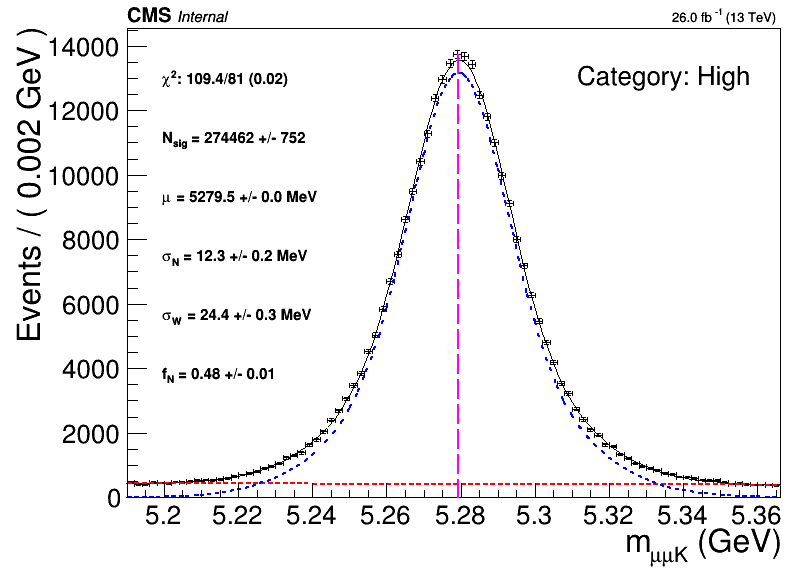 CMS Internal
26.0 fb⁻¹ (13 TeV)
Events / ( 0.002 GeV )
14000
12000
10000
8000
6000
4000
2000
0
χ²: 109.4/81 (0.02)
Category: High
N_sig = 274462 +/- 752
μ = 5279.5 +/- 0.0 MeV
σ_N = 12.3 +/- 0.2 MeV
σ_W = 24.4 +/- 0.3 MeV
f_N = 0.48 +/- 0.01
5.2 5.22 5.24 5.26 5.28 5.3 5.32 5.34 5.36
m_μμK (GeV)